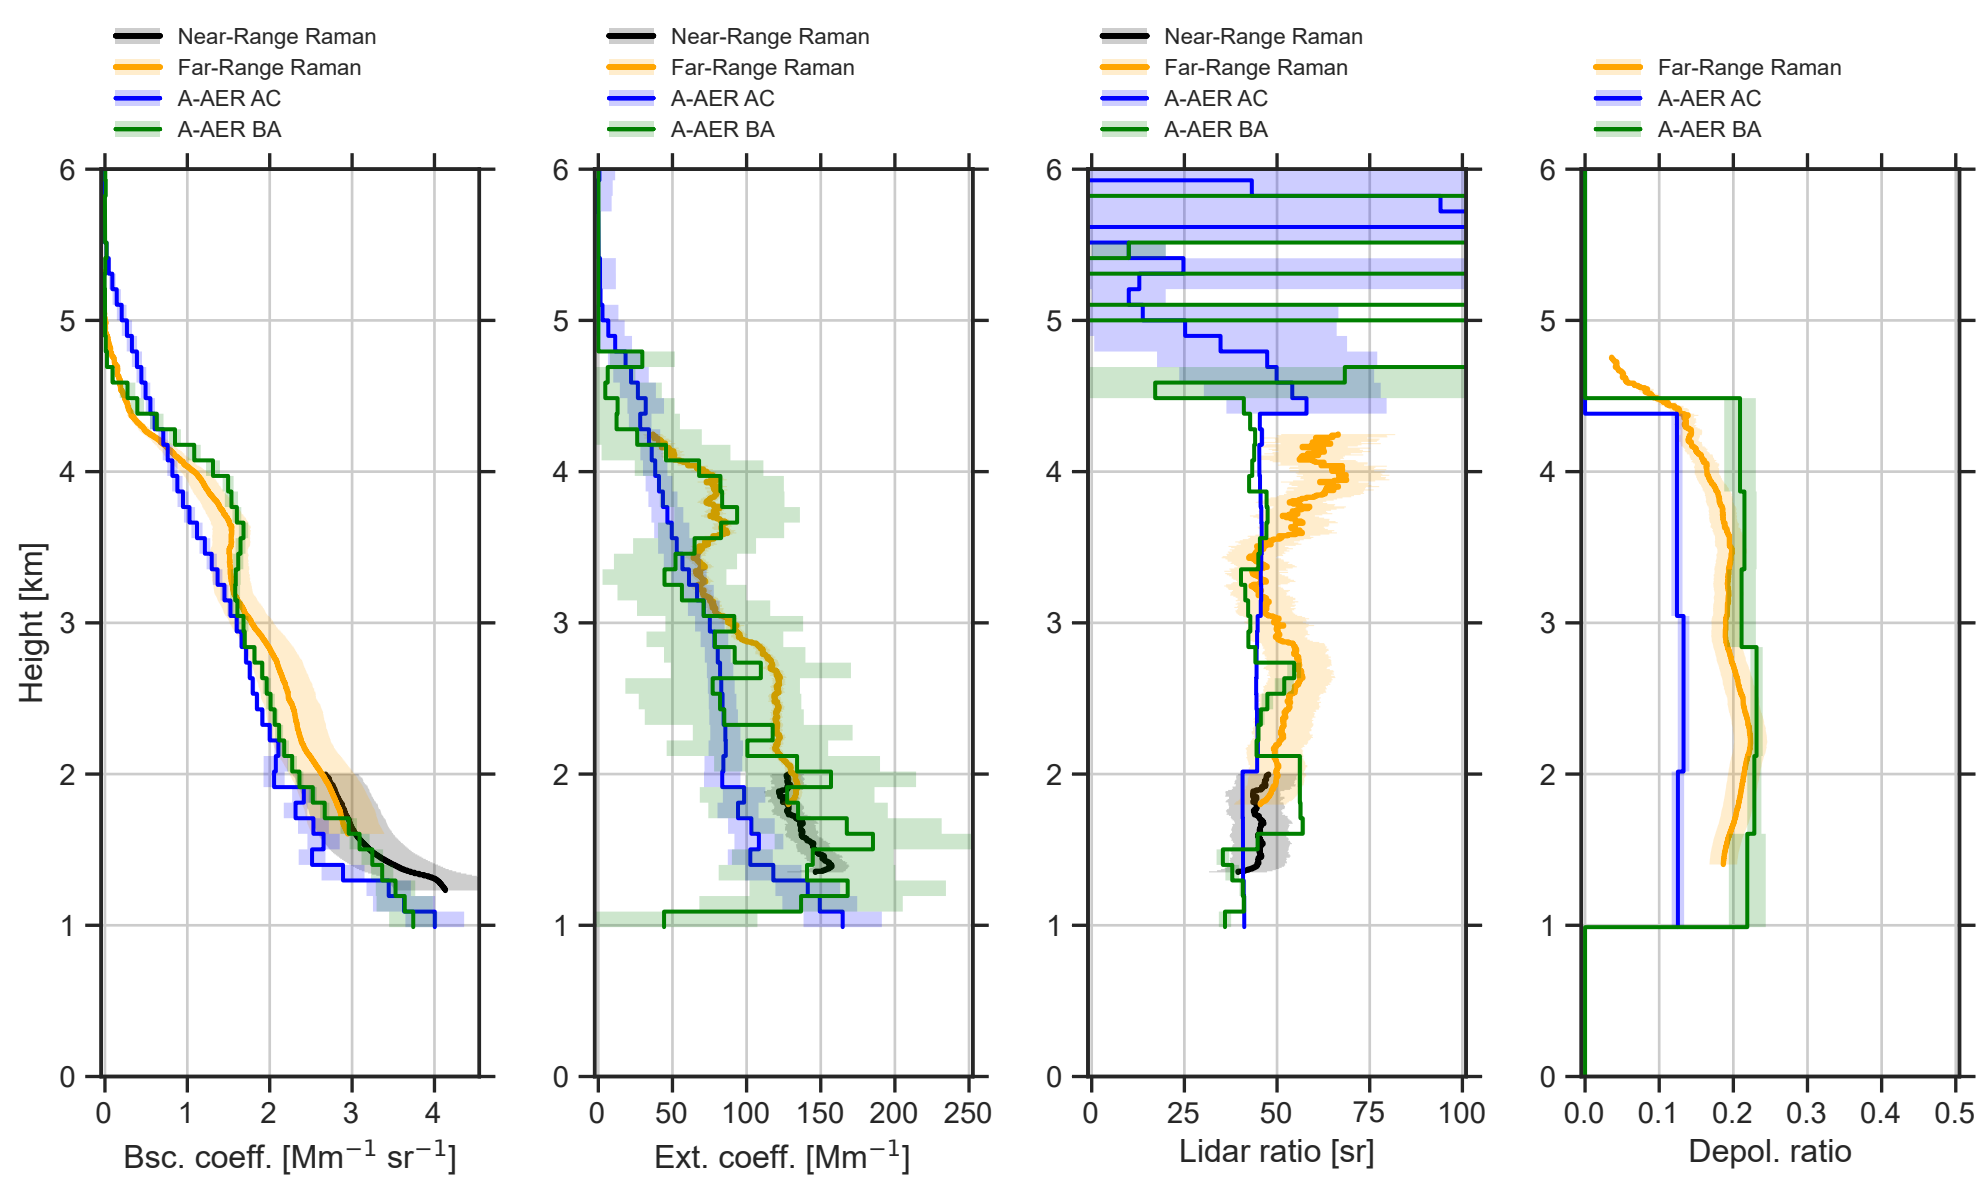 Near-Range Raman
Far-Range Raman
A-AER AC
A-AER BA
Near-Range Raman
Far-Range Raman
A-AER AC
A-AER BA
Near-Range Raman
Far-Range Raman
A-AER AC
A-AER BA
Far-Range Raman
A-AER AC
A-AER BA
Height [km]
6
5
4
3
2
1
0
0 1 2 3 4
Bsc. coeff. [Mm⁻¹ sr⁻¹]
6
5
4
3
2
1
0
0 50 100 150 200 250
Ext. coeff. [Mm⁻¹]
6
5
4
3
2
1
0
0 25 50 75 100
Lidar ratio [sr]
6
5
4
3
2
1
0
0.0 0.1 0.2 0.3 0.4 0.5
Depol. ratio